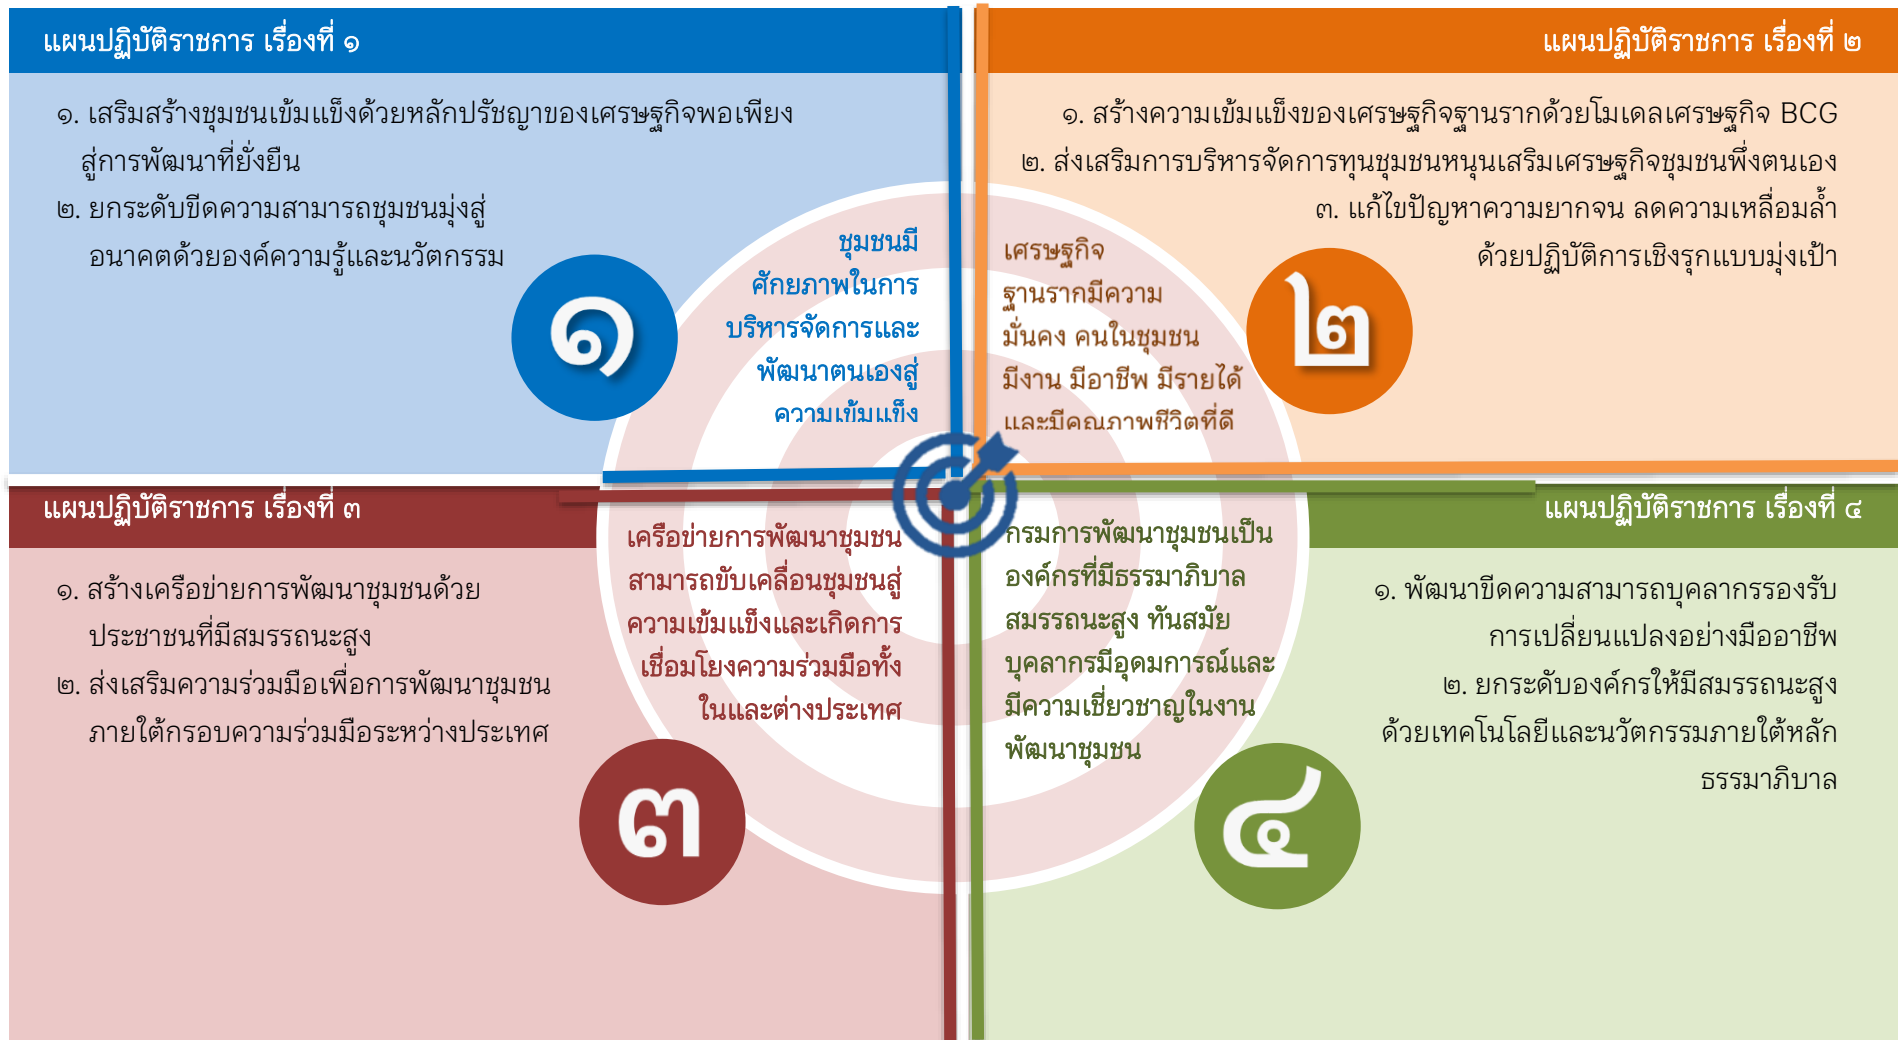 แผนปฏิบัติราชการ เรื่องที่ ๑
๑. เสริมสร้างชุมชนเข้มแข็งด้วยหลักปรัชญาของเศรษฐกิจพอเพียง
สู่การพัฒนาที่ยั่งยืน
๒. ยกระดับขีดความสามารถชุมชนมุ่งสู่
อนาคตด้วยองค์ความรู้และนวัตกรรม
๑
ชุมชนมี
ศักยภาพในการ
บริหารจัดการและ
พัฒนาตนเองสู่
ความเข้มแข็ง
แผนปฏิบัติราชการ เรื่องที่ ๒
๑. สร้างความเข้มแข็งของเศรษฐกิจฐานรากด้วยโมเดลเศรษฐกิจ BCG
๒. ส่งเสริมการบริหารจัดการทุนชุมชนหนุนเสริมเศรษฐกิจชุมชนพึ่งตนเอง
๓. แก้ไขปัญหาความยากจน ลดความเหลื่อมล้ำ
ด้วยปฏิบัติการเชิงรุกแบบมุ่งเป้า
เศรษฐกิจ
ฐานรากมีความ
มั่นคง คนในชุมชน
มีงาน มีอาชีพ มีรายได้
และมีคุณภาพชีวิตที่ดี
๒
แผนปฏิบัติราชการ เรื่องที่ ๓
๑. สร้างเครือข่ายการพัฒนาชุมชนด้วย
ประชาชนที่มีสมรรถนะสูง
๒. ส่งเสริมความร่วมมือเพื่อการพัฒนาชุมชน
ภายใต้กรอบความร่วมมือระหว่างประเทศ
เครือข่ายการพัฒนาชุมชน
สามารถขับเคลื่อนชุมชนสู่
ความเข้มแข็งและเกิดการ
เชื่อมโยงความร่วมมือทั้ง
ในและต่างประเทศ
๓
แผนปฏิบัติราชการ เรื่องที่ ๔
กรมการพัฒนาชุมชนเป็น
องค์กรที่มีธรรมาภิบาล
สมรรถนะสูง ทันสมัย
บุคลากรมีอุดมการณ์และ
มีความเชี่ยวชาญในงาน
พัฒนาชุมชน
๑. พัฒนาขีดความสามารถบุคลากรรองรับ
การเปลี่ยนแปลงอย่างมืออาชีพ
๒. ยกระดับองค์กรให้มีสมรรถนะสูง
ด้วยเทคโนโลยีและนวัตกรรมภายใต้หลัก
ธรรมาภิบาล
๔